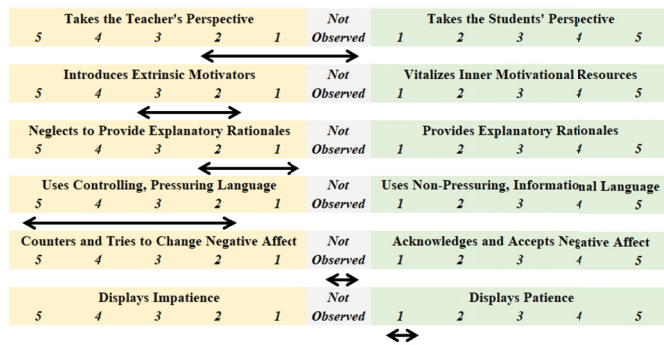 Takes the Teacher's Perspective Not Takes the Students' Perspective
5 4 3 2 1 Observed 1 2 3 4 5
Introduces Extrinsic Motivators Not Vitalizes Inner Motivational Resources
5 4 3 2 1 Observed 1 2 3 4 5
Neglects to Provide Explanatory Rationales Not Provides Explanatory Rationales
5 4 3 2 1 Observed 1 2 3 4 5
Uses Controlling, Pressuring Language Not Uses Non-Pressuring, Informational Language
5 4 3 2 1 Observed 1 2 3 4 5
Counters and Tries to Change Negative Affect Not Acknowledges and Accepts Negative Affect
5 4 3 2 1 Observed 1 2 3 4 5
Displays Impatience Not Displays Patience
5 4 3 2 1 Observed 1 2 3 4 5